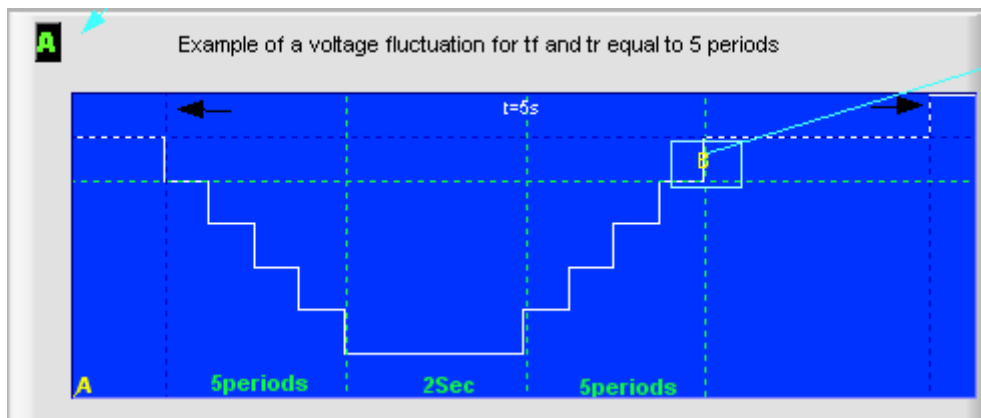 A
Example of a voltage fluctuation for tf and tr equal to 5 periods
t=5s
B
A
5periods
2Sec
5periods